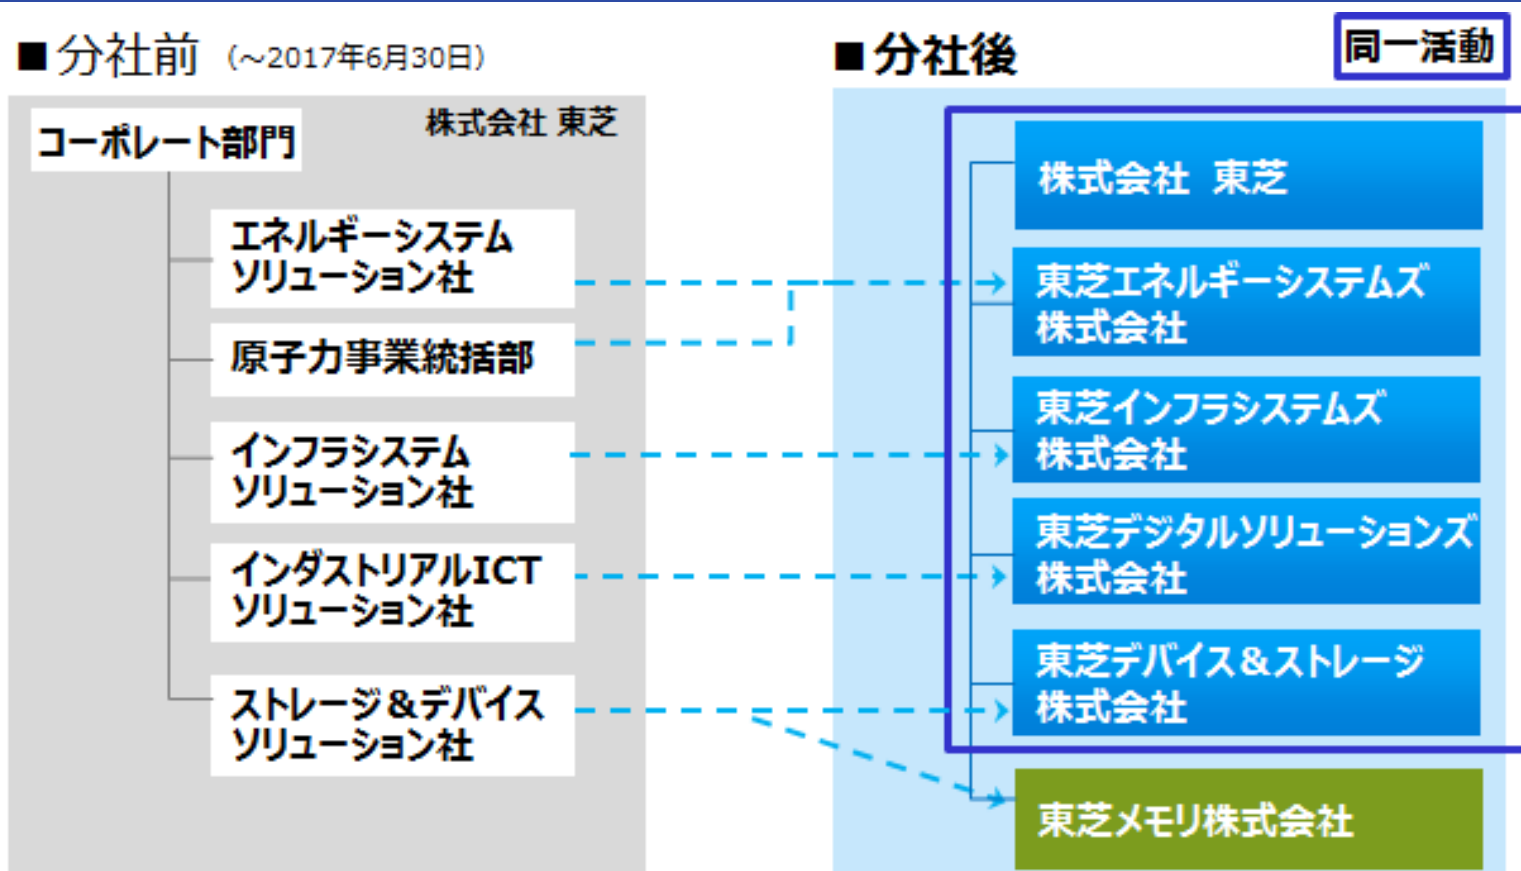 ■分社前 (～2017年6月30日)
株式会社 東芝
コーポレート部門
エネルギーシステム
ソリューション社
原子力事業統括部
インフラシステム
ソリューション社
インダストリアルICT
ソリューション社
ストレージ&デバイス
ソリューション社
■分社後
同一活動
株式会社 東芝
東芝エネルギーシステムズ
株式会社
東芝インフラシステムズ
株式会社
東芝デジタルソリューションズ
株式会社
東芝デバイス&ストレージ
株式会社
東芝メモリ株式会社